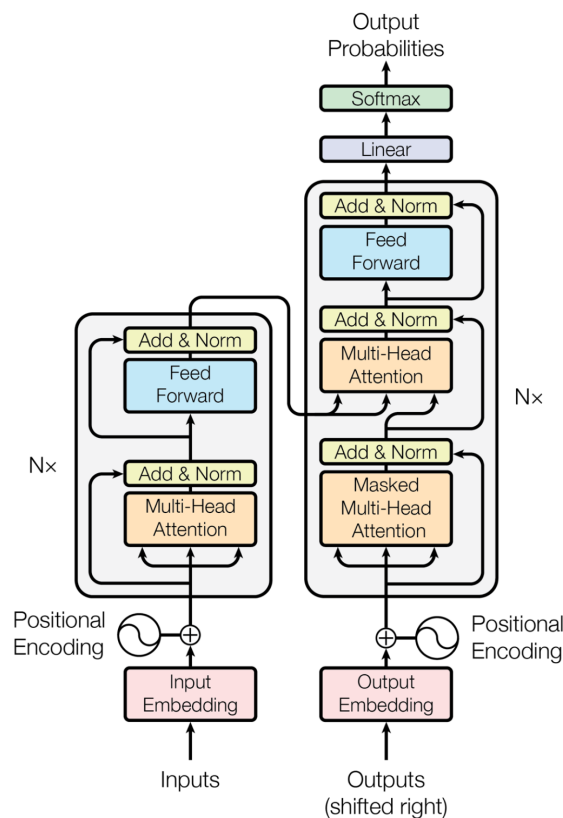 Output
Probabilities
Softmax
Linear
Add & Norm
Feed
Forward
Add & Norm
Multi-Head
Attention
Add & Norm
Masked
Multi-Head
Attention
Nx
Add & Norm
Feed
Forward
Add & Norm
Multi-Head
Attention
Nx
Positional
Encoding
Input
Embedding
Inputs
Positional
Encoding
Output
Embedding
Outputs
(shifted right)